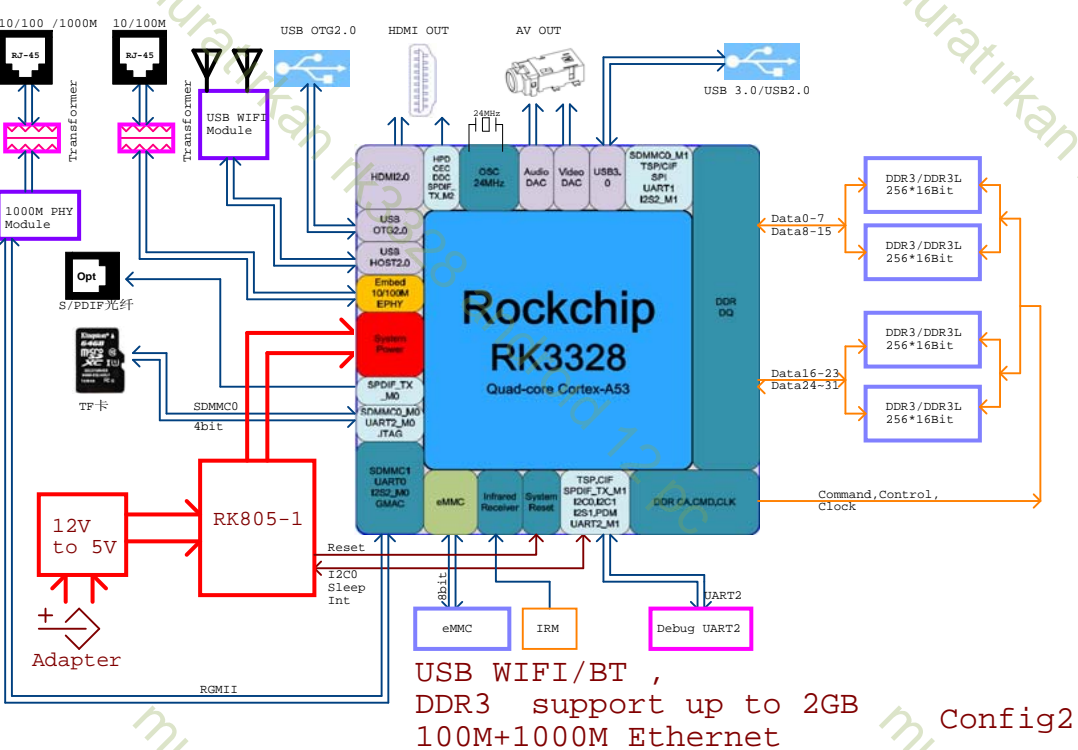 10/100 /1000M
10/100M
USB OTG2.0
HDMI OUT
AV OUT
RJ-45
RJ-45
Transformer
Transformer
USB WIFI
Module
24MHz
USB 3.0/USB2.0
HDMI2.0
HPD
CEC
DDC
SPDIF_
TX_M2
OSC
24MHz
Audio
DAC
Video
DAC
USB3.
0
SDMMC0_M1
TSP/CIF
SPI
UART1
I2S2_M1
1000M PHY
Module
USB
OTG2.0
USB
HOST2.0
Embed
10/100M
EPHY
System
Power
SPDIF_TX
_M0
SDMMC0_M0
UART2_M0
JTAG
SDMMC1
UART0
I2S2_M0
GMAC
Rockchip
RK3328
Quad-core Cortex-A53
DDR
DQ
Data0-7
Data8-15
Data16-23
Data24~31
DDR3/DDR3L
256*16Bit
DDR3/DDR3L
256*16Bit
DDR3/DDR3L
256*16Bit
DDR3/DDR3L
256*16Bit
Opt
S/PDIF光纤
64GB
micro
TF卡
SDMMC0
4bit
eMMC
Infrared
Receiver
System
Reset
TSP,CIF
SPDIF_TX_M1
I2C0,I2C1
I2S1,PDM
UART2_M1
DDR CA,CMD,CLK
Command,Control,
Clock
12V
to 5V
RK805-1
Reset
I2C0
Sleep
Int
8bit
UART2
eMMC
IRM
Debug UART2
Adapter
RGMII
USB WIFI/BT ,
DDR3 support up to 2GB
100M+1000M Ethernet
Config2
muratirkan rk3328 android 12 pc
muratirkan